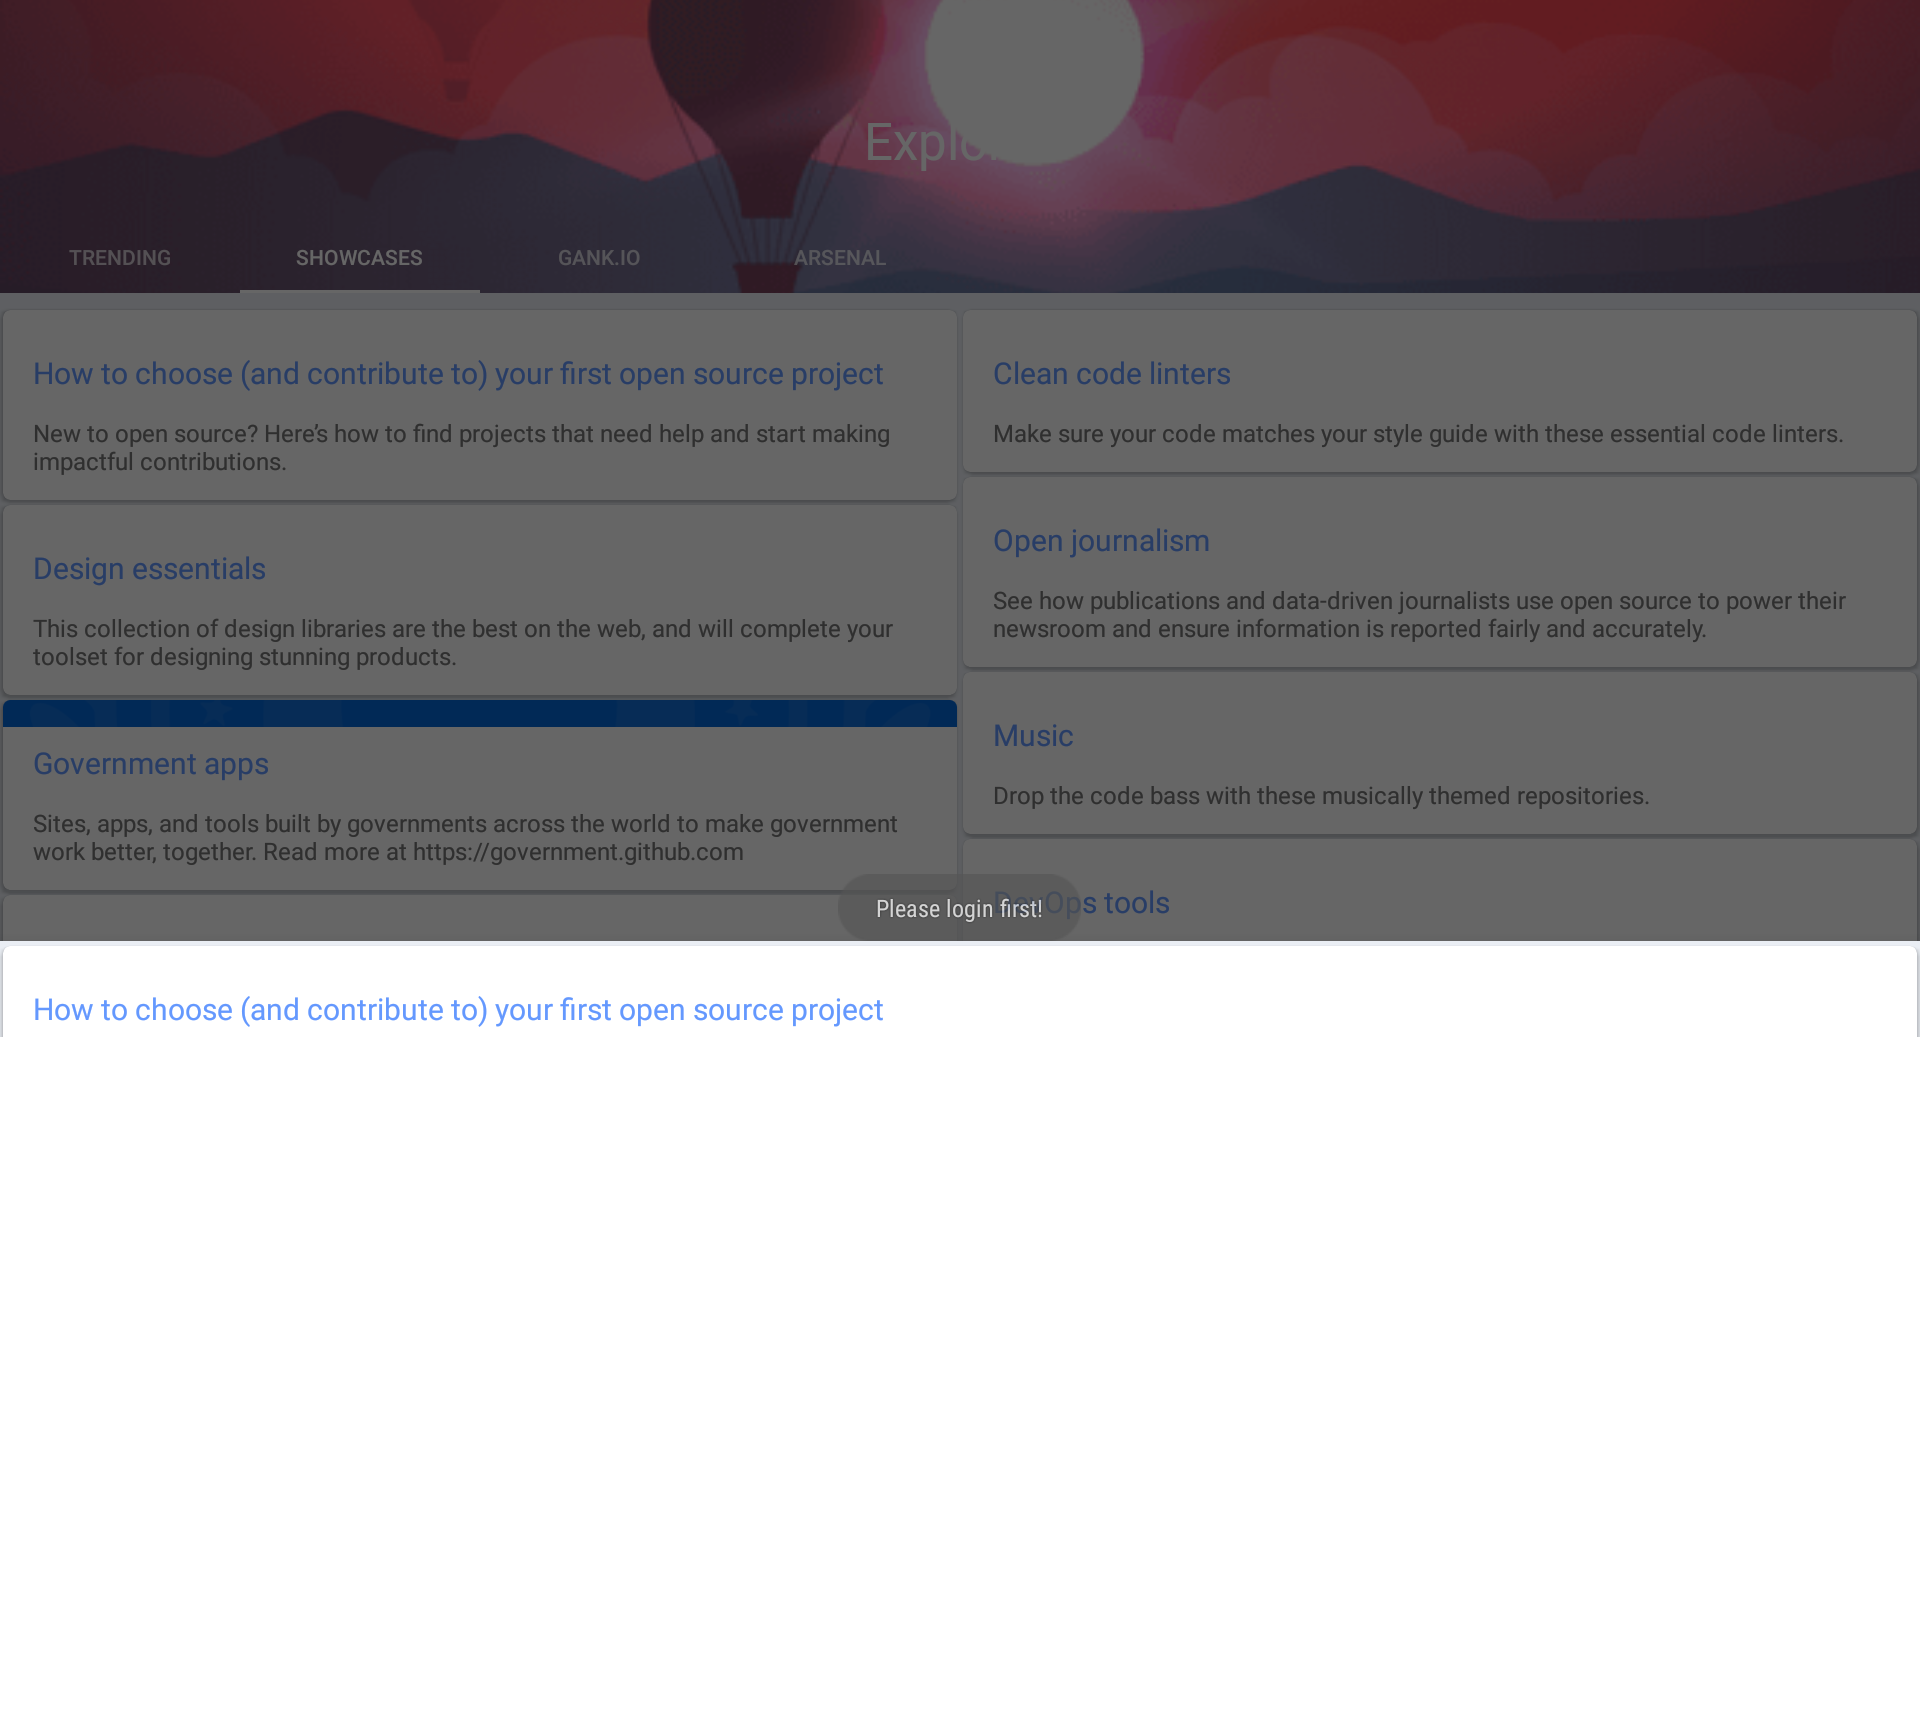 TRENDING
SHOWCASES
GANK.IO
ARSENAL
How to choose (and contribute to) your first open source project
New to open source? Here's how to find projects that need help and start making
impactful contributions.
Design essentials
This collection of design libraries are the best on the web, and will complete your
toolset for designing stunning products.
Government apps
Sites, apps, and tools built by governments across the world to make government
work better, together. Read more at https://government.github.com
Clean code linters
Make sure your code matches your style guide with these essential code linters.
Open journalism
See how publications and data-driven journalists use open source to power their
newsroom and ensure information is reported fairly and accurately.
Music
Drop the code bass with these musically themed repositories.
DevOps tools
Please login first!
How to choose (and contribute to) your first open source project